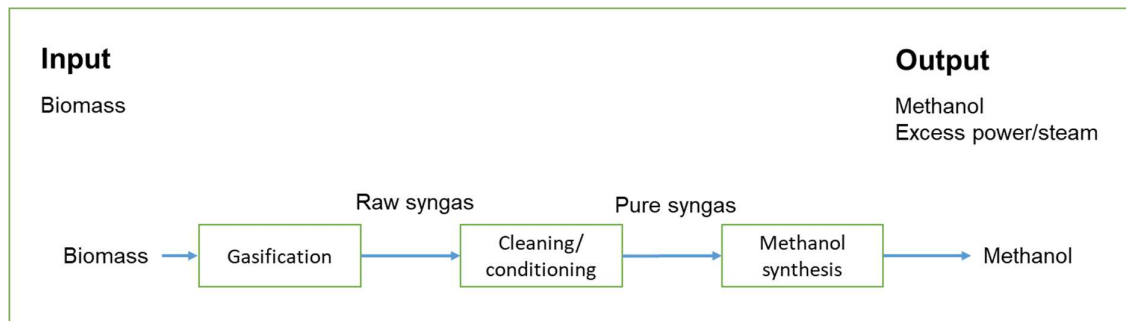 Input
Output
Biomass
Methanol
Excess power/steam
Raw syngas
Pure syngas
Biomass
Gasification
Cleaning/
conditioning
Methanol
synthesis
Methanol